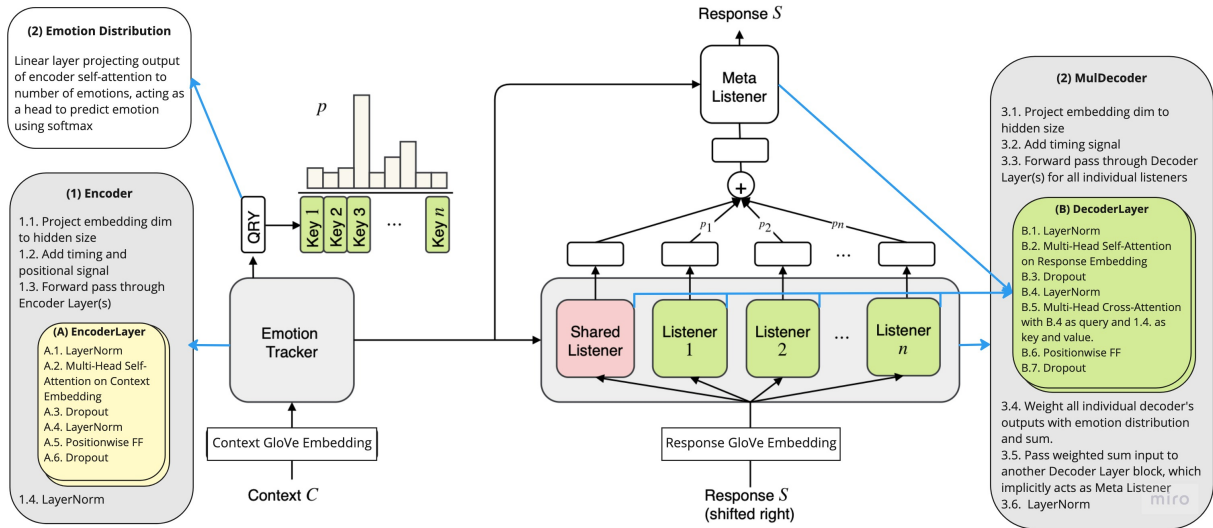 (2) Emotion Distribution
Linear layer projecting output
of encoder self-attention to
number of emotions, acting as
a head to predict emotion
using softmax
(1) Encoder
1.1. Project embedding dim
to hidden size
1.2. Add timing and
positional signal
1.3. Forward pass through
Encoder Layer(s)
(A) EncoderLayer
A.1. LayerNorm
A.2. Multi-Head Self-
Attention on Context
Embedding
A.3. Dropout
A.4. LayerNorm
A.5. Positionwise FF
A.6. Dropout
1.4. LayerNorm
p
QRY
Key 1
Key 2
Key 3
...
Key n
Emotion
Tracker
Context GloVe Embedding
Context C
Response S
Meta
Listener
+
p1
p2
pn
...
Shared
Listener
Listener
1
Listener
2
...
Listener
n
Response GloVe Embedding
Response S
(shifted right)
(2) MulDecoder
3.1. Project embedding dim to
hidden size
3.2. Add timing signal
3.3. Forward pass through Decoder
Layer(s) for all individual listeners
(B) DecoderLayer
B.1. LayerNorm
B.2. Multi-Head Self-Attention
on Response Embedding
B.3. Dropout
B.4. LayerNorm
B.5. Multi-Head Cross-Attention
with B.4 as query and 1.4. as
key and value.
B.6. Positionwise FF
B.7. Dropout
3.4. Weight all individual decoder's
outputs with emotion distribution
and sum.
3.5. Pass weighted sum input to
another Decoder Layer block, which
implicitly acts as Meta Listener
3.6. LayerNorm
miro